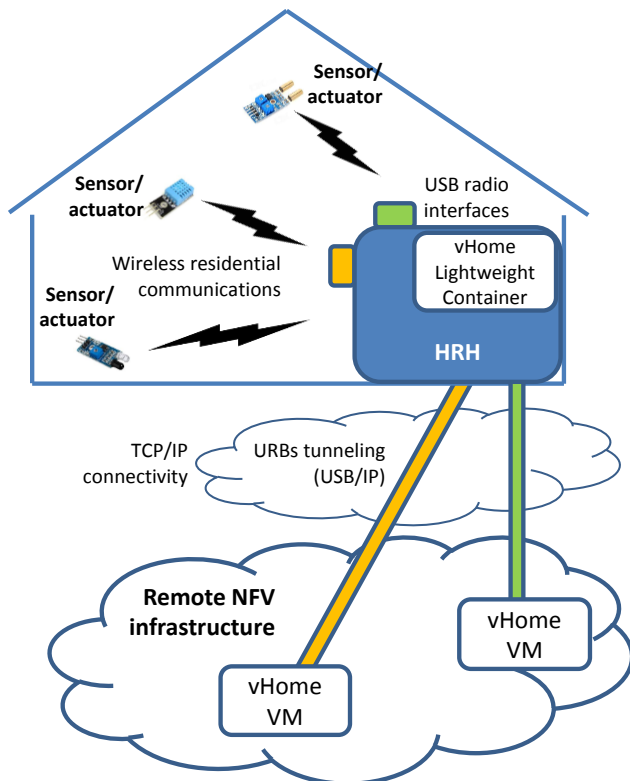 Sensor/
actuator
Sensor/
actuator
USB radio
interfaces
vHome
Lightweight
Container
Wireless residential
communications
Sensor/
actuator
HRH
TCP/IP
connectivity
URBs tunneling
(USB/IP)
Remote NFV
infrastructure
vHome
VM
vHome
VM